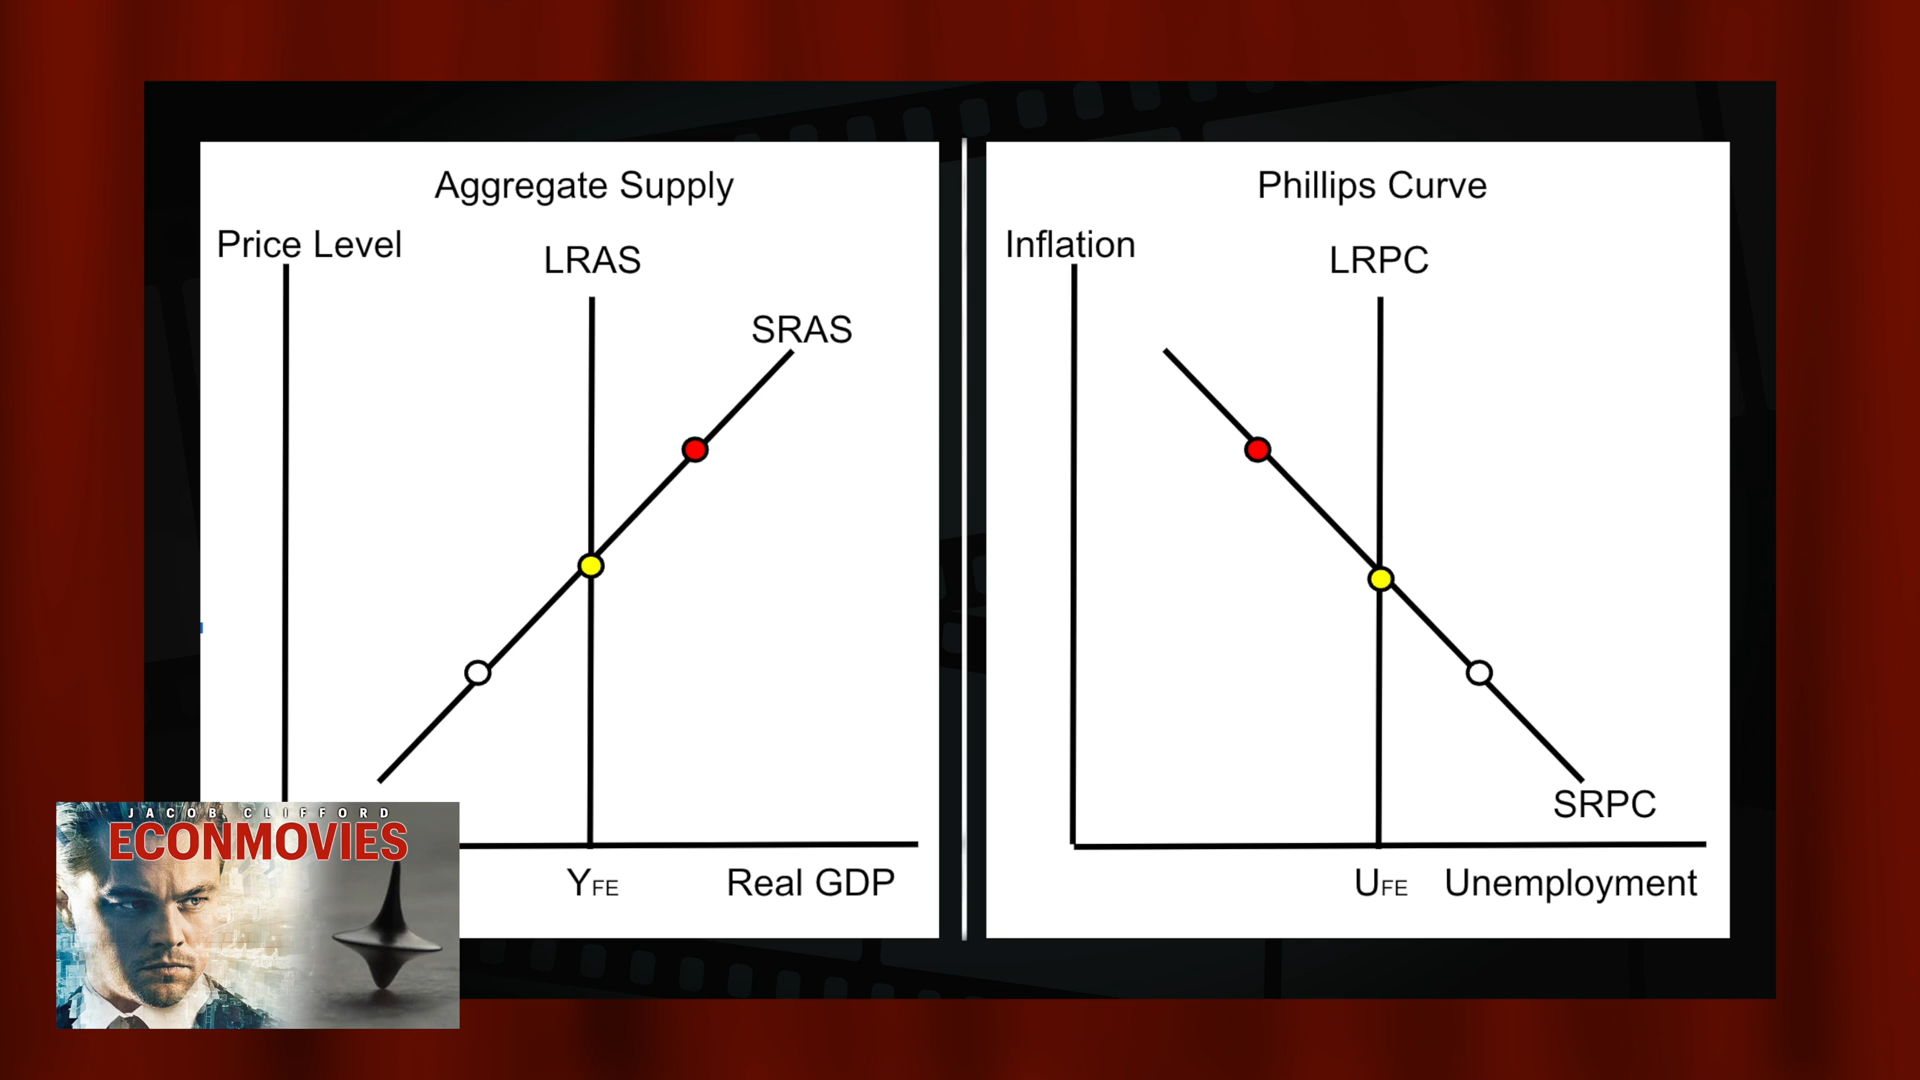 Aggregate Supply
Price Level
LRAS
SRAS
YFE
Real GDP
Phillips Curve
Inflation
LRPC
SRPC
UFE
Unemployment
JACOB CLIFFORD
ECONMOVIES